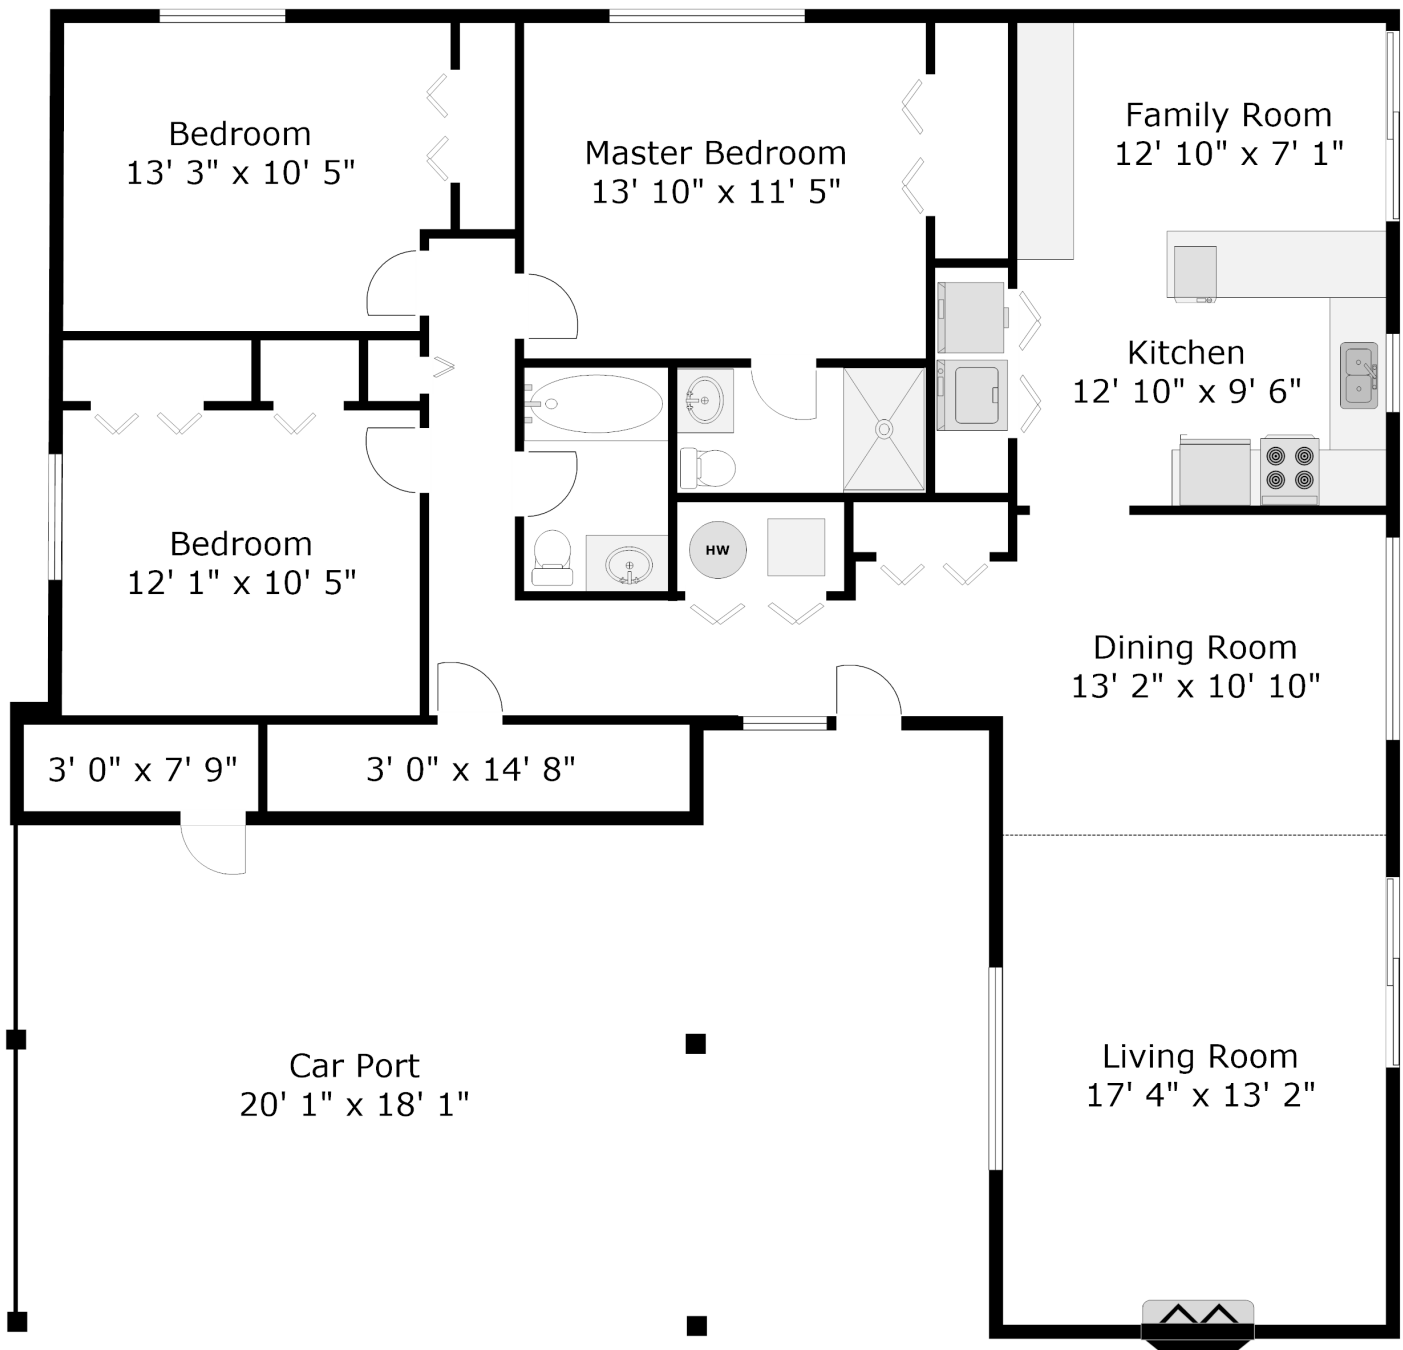 Bedroom
13' 3" x 10' 5"
Master Bedroom
13' 10" x 11' 5"
Family Room
12' 10" x 7' 1"
Kitchen
12' 10" x 9' 6"
Bedroom
12' 1" x 10' 5"
HW
Dining Room
13' 2" x 10' 10"
3' 0" x 7' 9"
3' 0" x 14' 8"
Car Port
20' 1" x 18' 1"
Living Room
17' 4" x 13' 2"